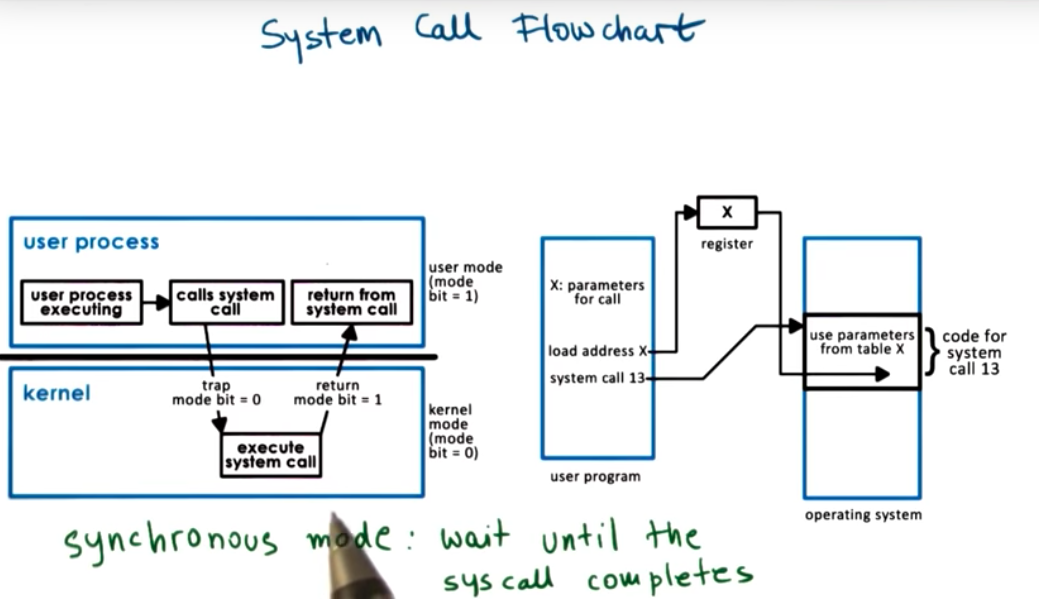 System Call Flowchart
user process
user process
executing
calls system
call
return from
system call
user mode
(mode
bit = 1)
kernel
trap
mode bit = 0
return
mode bit = 1
execute
system call
kernel
mode
(mode
bit = 0)
X
register
X: parameters
for call
load address X
system call 13
user program
use parameters
from table X
code for
system
call 13
operating system
synchronous mode: wait until the
syscall completes